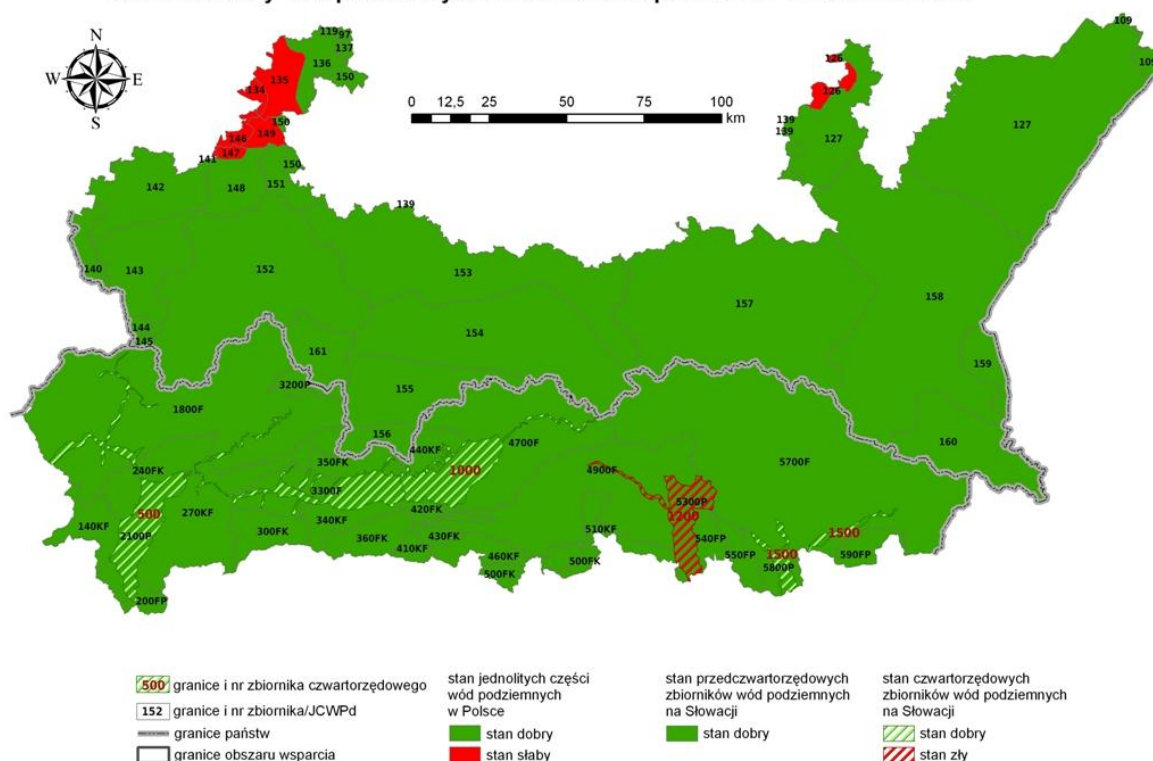 119
97
137
136
150
135
134
150
149
146
147
141
150
142
148
151
139
N
W
E
S
0
12,5
25
50
75
100
km
109
109
126
126
139
139
127
127
140
143
152
153
157
158
144
145
161
154
159
155
156
160
3200P
1800F
440KF
4700F
350FK
240FK
1000
4900F
5700F
3300F
500
270KF
420FK
340KF
5300P
1200
140KF
2100P
300FK
360FK
430FK
410KF
510KF
540FP
1500
460KF
550FP
1500
590FP
500FK
500FK
5800P
200FP
500 granice i nr zbiornika czwartorzędowego
152 granice i nr zbiornika/JCWPd
granice państw
granice obszaru wsparcia
stan jednolitych części
wód podziemnych
w Polsce
stan dobry
stan słaby
stan przedczwartorzędowych
zbiorników wód podziemnych
na Słowacji
stan dobry
stan czwartorzędowych
zbiorników wód podziemnych
na Słowacji
stan dobry
stan zły